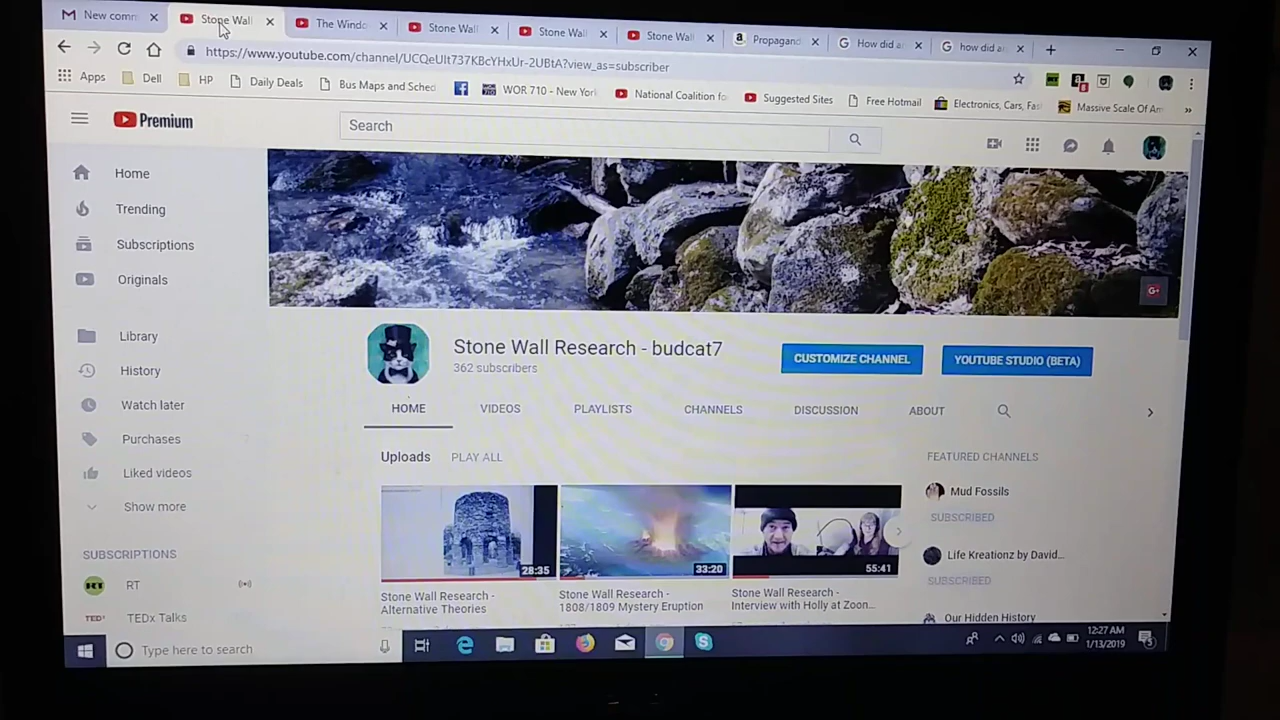 New comm
Stone Wall
The Windo
Stone Wall
Stone Wall
Stone Wall
Propagand
How did a
how did a
https://www.youtube.com/channel/UCQeUIt737KBcYHxUr-2UBtA?view_as=subscriber
Apps
Dell
HP
Daily Deals
Bus Maps and Sched
WOR 710 - New York
National Coalition fo
Suggested Sites
Free Hotmail
Electronics, Cars, Fas
Massive Scale Of An
»
Premium
Search
Home
Trending
Subscriptions
Originals
Library
History
Watch later
Purchases
Liked videos
Show more
SUBSCRIPTIONS
RT
TEDx Talks
G+
Stone Wall Research - budcat7
362 subscribers
CUSTOMIZE CHANNEL
YOUTUBE STUDIO (BETA)
HOME
VIDEOS
PLAYLISTS
CHANNELS
DISCUSSION
ABOUT
Uploads
PLAY ALL
28:35
Stone Wall Research -
Alternative Theories
33:20
Stone Wall Research -
1808/1809 Mystery Eruption
55:41
Stone Wall Research -
Interview with Holly at Zoon...
FEATURED CHANNELS
Mud Fossils
SUBSCRIBED
Life Kreationz by David...
SUBSCRIBED
Our Hidden History
Type here to search
12:27 AM
1/13/2019